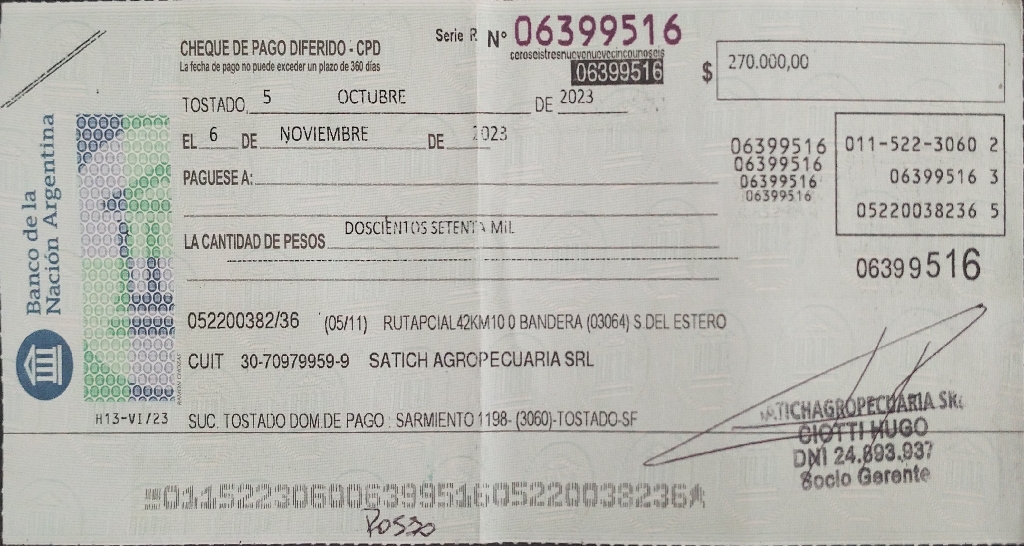 Banco de la
Nación Argentina
CHEQUE DE PAGO DIFERIDO - CPD
La fecha de pago no puede exceder un plazo de 360 días
Serie R Nº 06399516
ceroseistresnuevenuevecincounoseis
06399516
$ 270.000,00
TOSTADO, 5 OCTUBRE DE 2023
EL 6 DE NOVIEMBRE DE 2023
PAGUESE A:
LA CANTIDAD DE PESOS DOSCIENTOS SETENTA MIL
06399516
06399516
06399516
06399516
011-522-3060 2
06399516 3
05220038236 5
06399516
052200382/36 (05/11) RUTAPCIAL42KM10 0 BANDERA (03064) S.DEL ESTERO
CUIT 30-70979959-9 SATICH AGROPECUARIA SRL
H13-VI/23
SUC. TOSTADO DOM.DE PAGO : SARMIENTO 1198- (3060)-TOSTADO-SF
ATICHAGROPECUARIA SRL
CIOTTI HUGO
DNI 24.893.937
Socio Gerente
0115223060063995160522003823​6